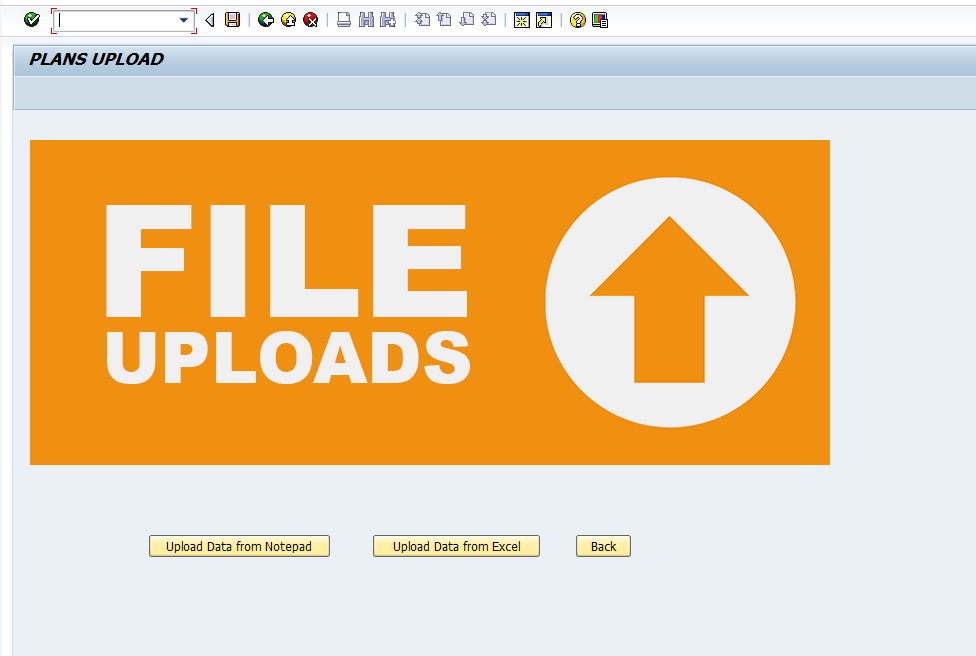 PLANS UPLOAD
FILE
UPLOADS
Upload Data from Notepad
Upload Data from Excel
Back